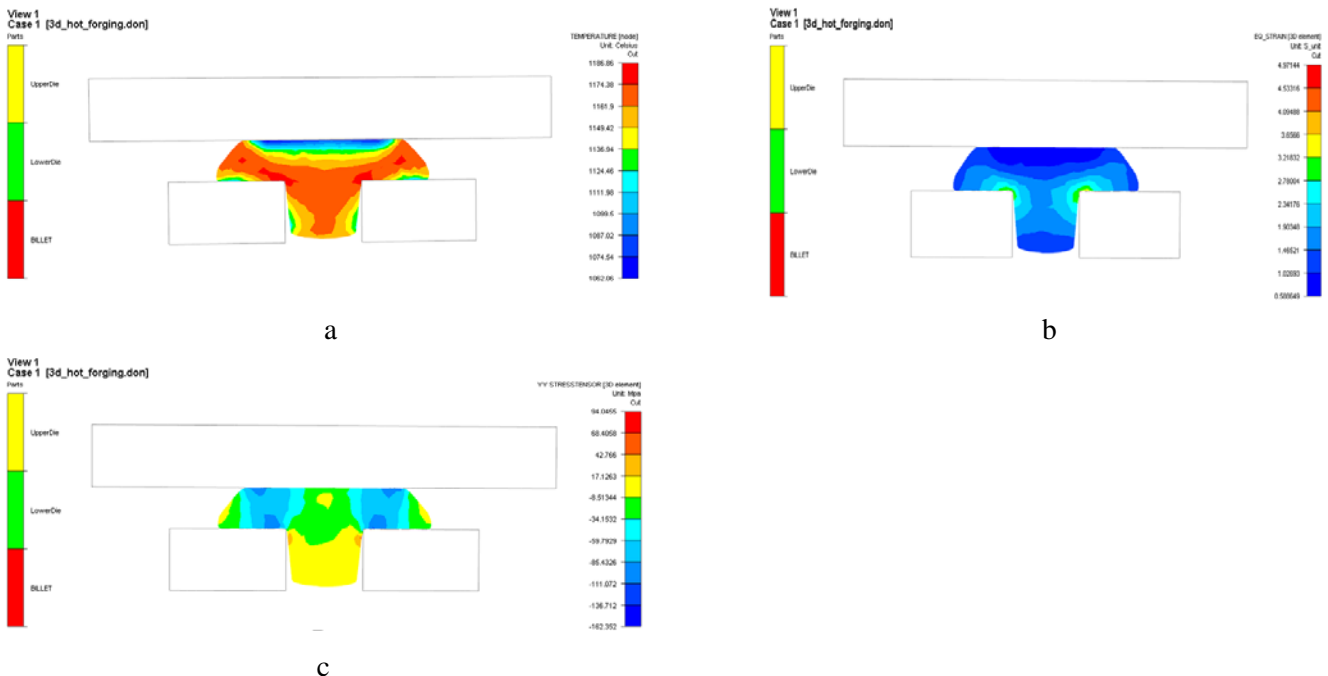 View 1
Case 1 [3d_hot_forging.don]
Parts
UpperDie
LowerDie
BILLET
TEMPERATURE [node]
Unit: Celsius
Cut
1186.86
1174.38
1161.9
1149.42
1136.94
1124.46
1111.98
1099.5
1087.02
1074.54
1062.06
a
View 1
Case 1 [3d_hot_forging.don]
Parts
UpperDie
LowerDie
BILLET
EQ_STRAIN [3D element]
Unit: S_unit
Cut
4.97144
4.53316
4.09488
3.6566
3.21832
2.78004
2.34176
1.90348
1.46521
1.02693
0.588649
b
View 1
Case 1 [3d_hot_forging.don]
Parts
UpperDie
LowerDie
BILLET
YY STRESSTENSOR [3D element]
Unit: Mpa
Cut
94.0455
68.4058
42.766
17.1263
-8.51344
-34.1532
-59.7929
-85.4326
-111.072
-136.712
-162.352
c